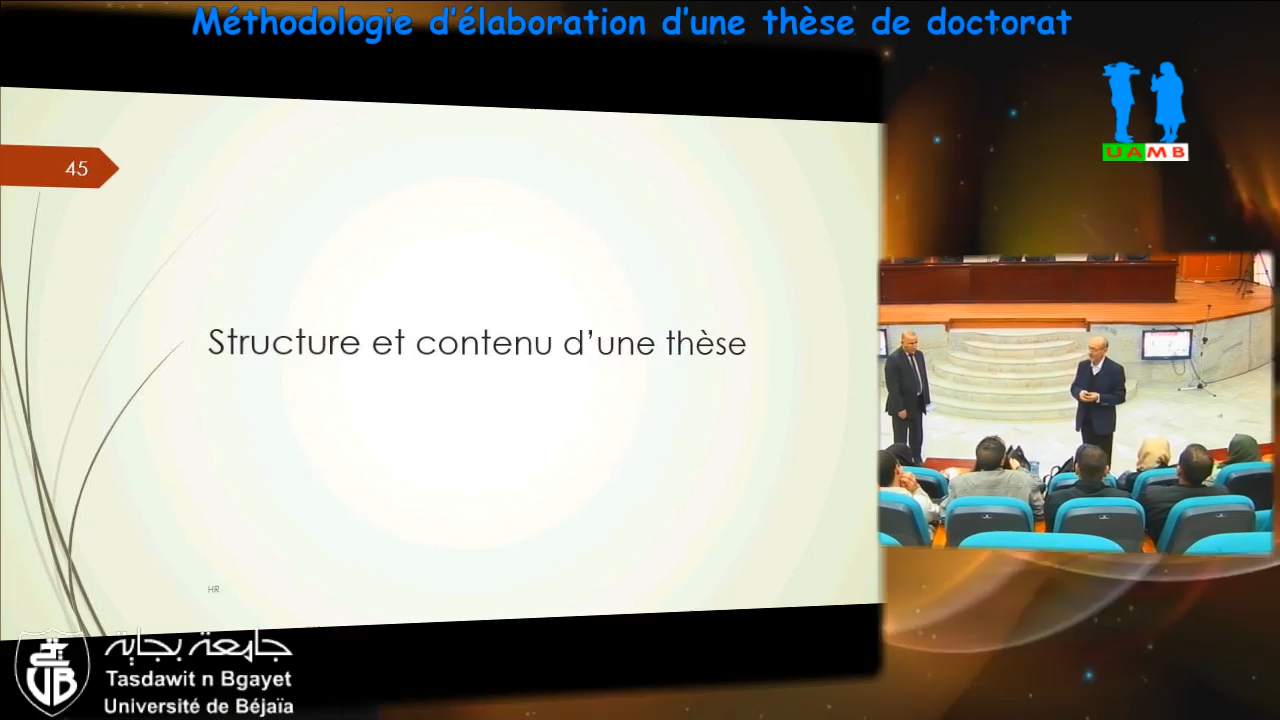 Méthodologie d'élaboration d'une thèse de doctorat
UAMB
45
Structure et contenu d'une thèse
HR
جامعة بجاية
Tasdawit n Bgayet
Université de Béjaïa
UB